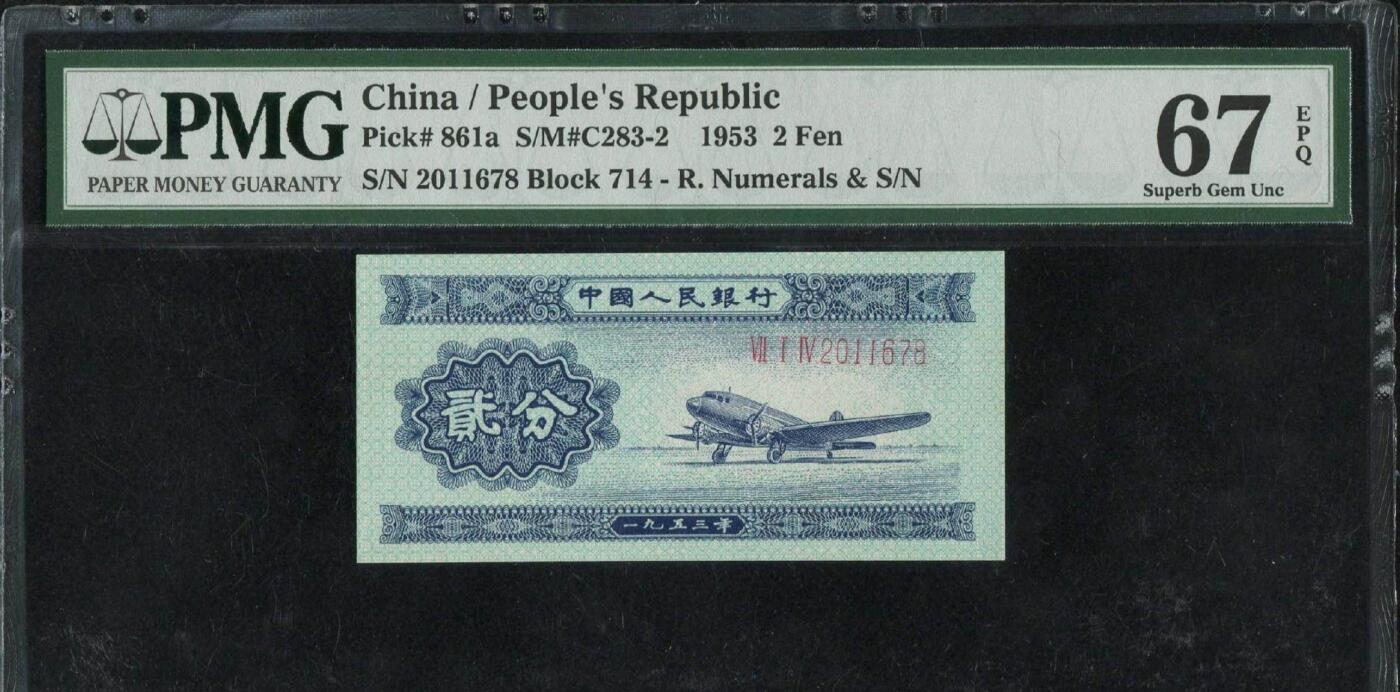 PMG
PAPER MONEY GUARANTY
China / People's Republic
Pick# 861a S/M#C283-2 1953 2 Fen
S/N 2011678 Block 714 - R. Numerals & S/N
67
EPQ
Superb Gem Unc
中國人民銀行
VII I IV 2011678
貳分
一九五三年